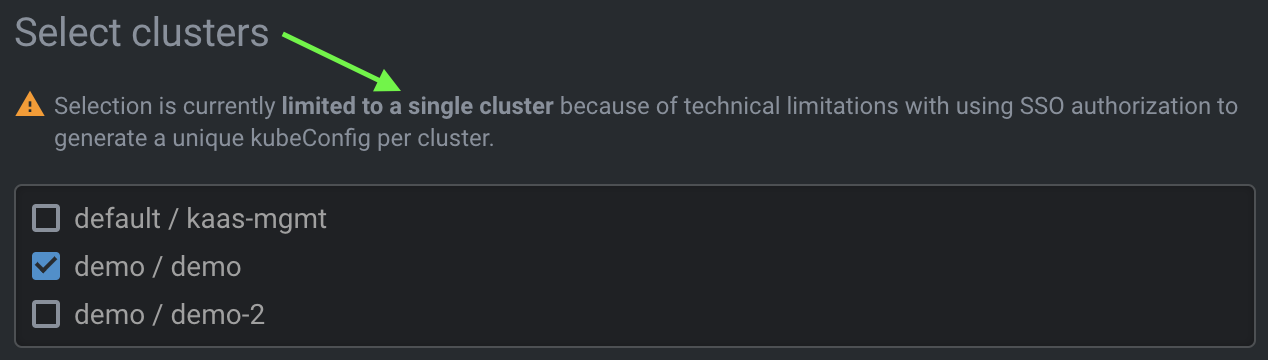 Select clusters
Selection is currently limited to a single cluster because of technical limitations with using SSO authorization to
generate a unique kubeConfig per cluster.
default / kaas-mgmt
demo / demo
demo / demo-2